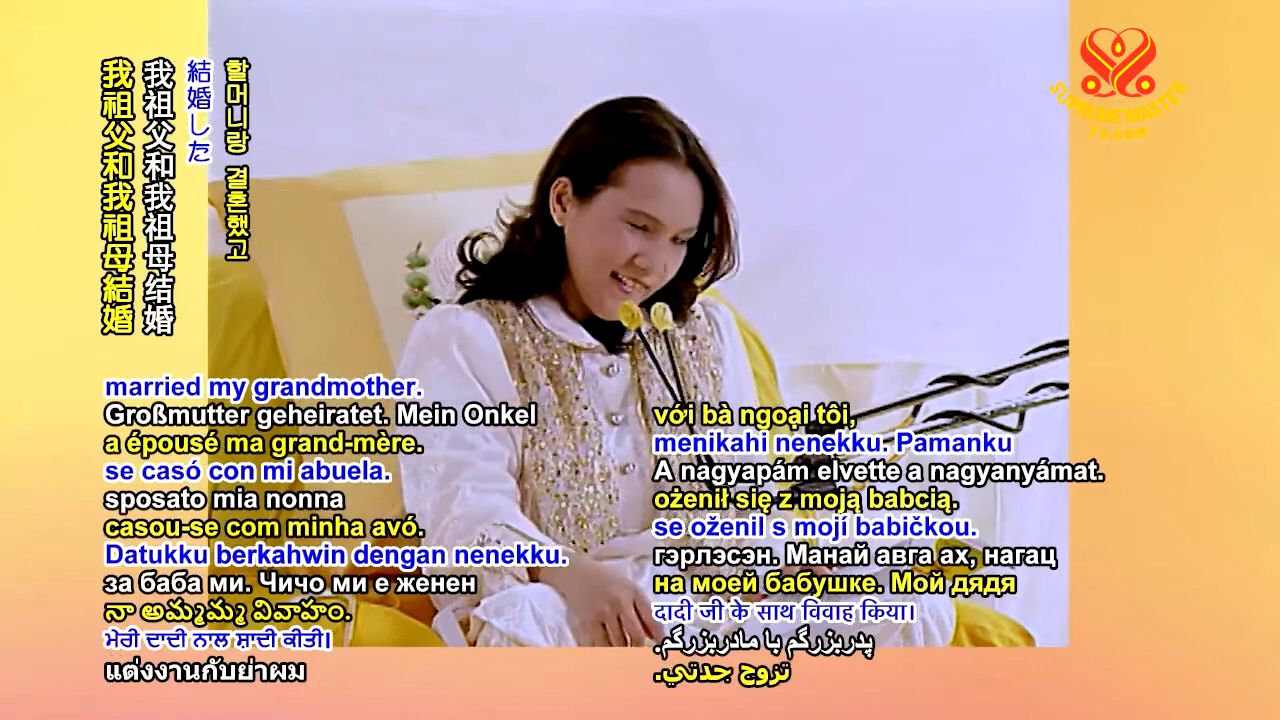 我祖父和我祖母結婚
我祖父和我祖母结婚
結婚した
할머니랑 결혼했고
SUPREME MASTER
TV.com
married my grandmother.
Großmutter geheiratet. Mein Onkel
a épousé ma grand-mère.
se casó con mi abuela.
sposato mia nonna
casou-se com minha avó.
Datukku berkahwin dengan nenekku.
за баба ми. Чичо ми е женен
నా అమ్మమ్మ వివాహం.
ਮੇਰੀ ਦਾਦੀ ਨਾਲ ਸ਼ਾਦੀ ਕੀਤੀ।
แต่งงานกับย่าผม
với bà ngoại tôi,
menikahi nenekku. Pamanku
A nagyapám elvette a nagyanyámat.
ożenił się z moją babcią.
se oženil s mojí babičkou.
гэрлэсэн. Манай авга ах, нагац
на моей бабушке. Мой дядя
दादी जी के साथ विवाह किया।
پدربزرگم با مادربزرگم.
تزوج جدتي.